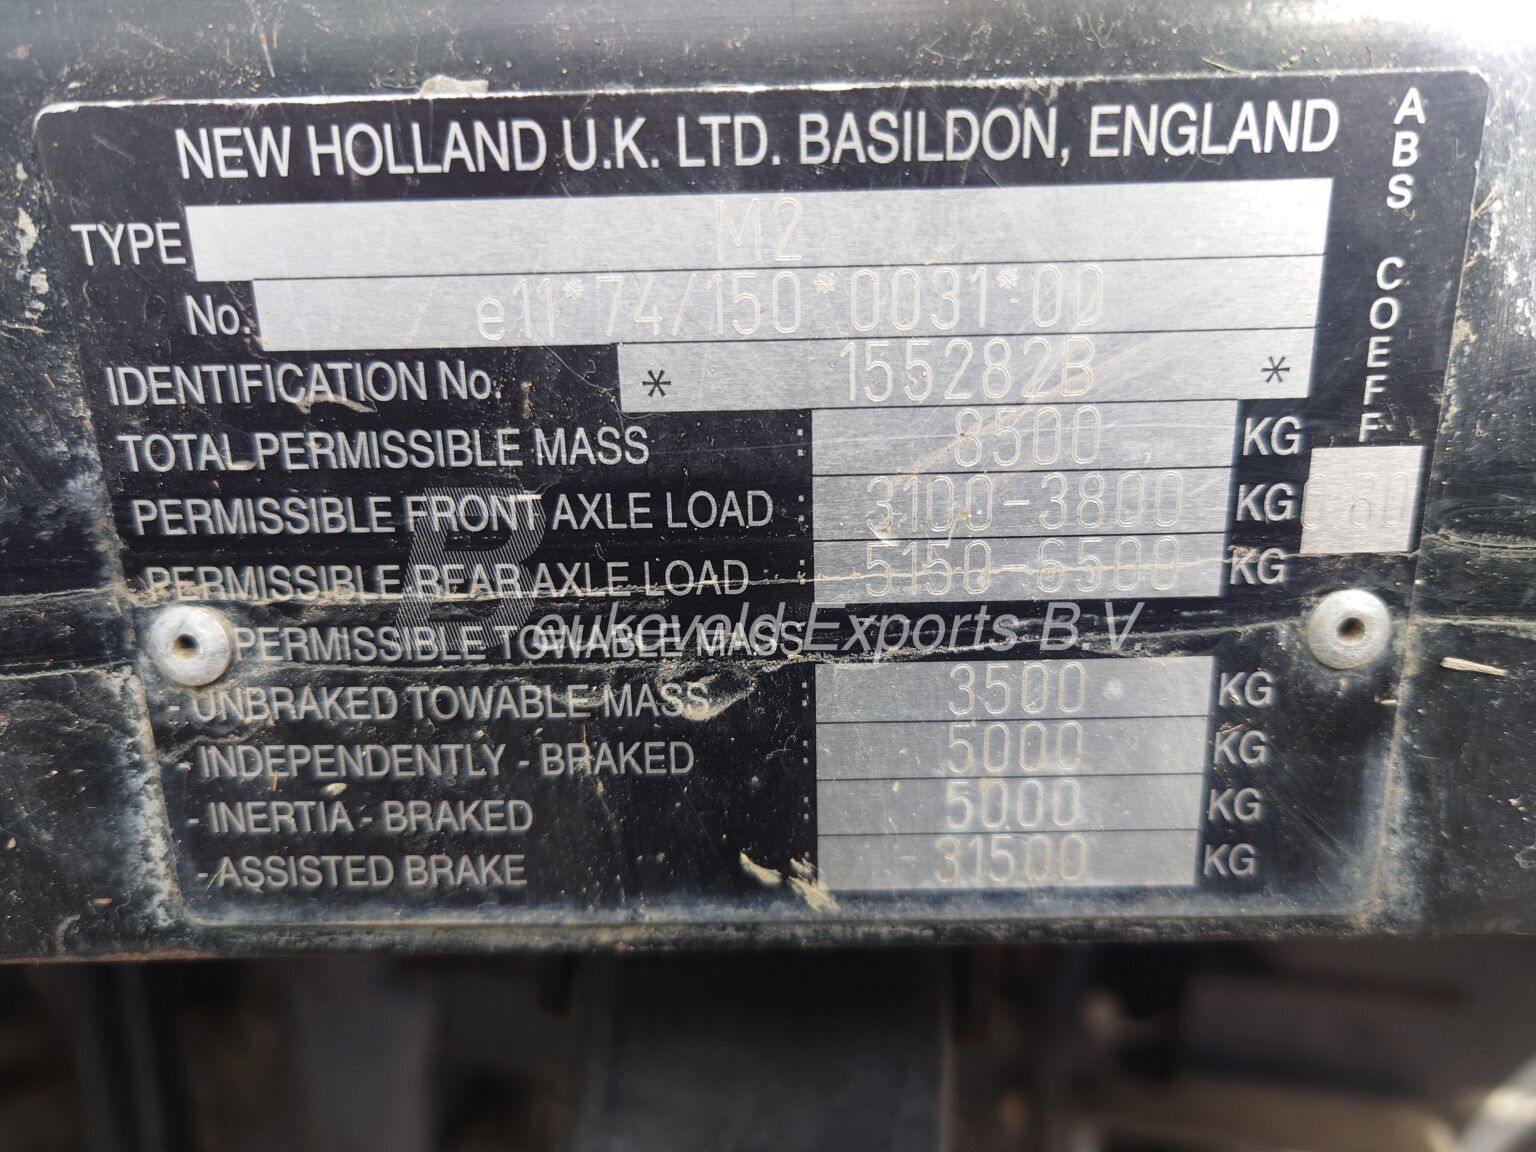 NEW HOLLAND U.K. LTD. BASILDON, ENGLAND
ABS COEFF
TYPE M2
No. e11*74/150*0031*00
IDENTIFICATION No. * 155282B *
TOTAL PERMISSIBLE MASS : 8500 KG
PERMISSIBLE FRONT AXLE LOAD : 3100-3800 KG 0.80
PERMISSIBLE REAR AXLE LOAD : 5150-6500 KG
PERMISSIBLE TOWABLE MASS
Boukovald Exports B.V.
- UNBRAKED TOWABLE MASS : 3500 KG
- INDEPENDENTLY - BRAKED : 5000 KG
- INERTIA - BRAKED : 5000 KG
- ASSISTED BRAKE : 31500 KG